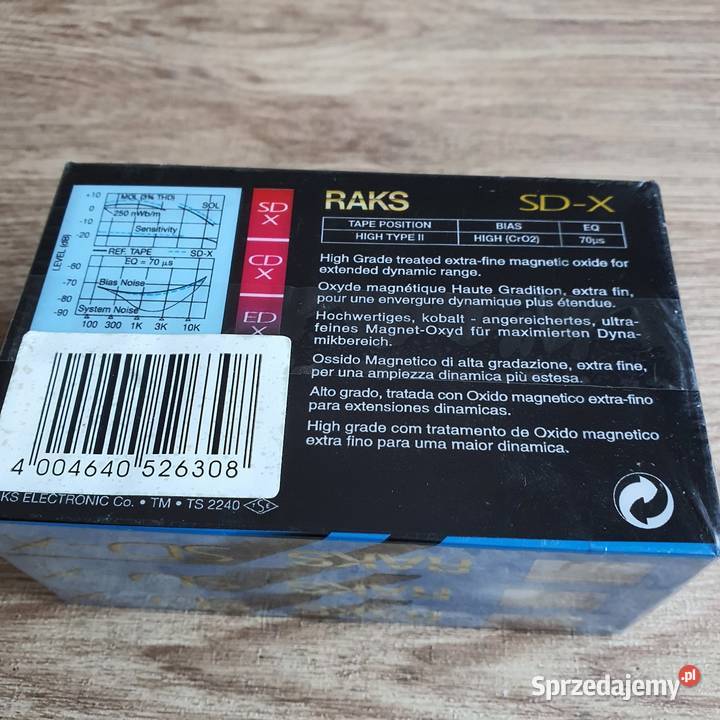 RAKS SD-X
TAPE POSITION BIAS EQ
HIGH TYPE II HIGH (CrO2) 70µs
High Grade treated extra-fine magnetic oxide for
extended dynamic range.
Oxyde magnétique Haute Gradition, extra fin,
pour une envergure dynamique plus étendue.
Hochwertiges, kobalt - angereichertes, ultra-
feines Magnet-Oxyd für maximierten Dyna-
mikbereich.
Ossido Magnetico di alta gradazione, extra fine,
per una ampiezza dinamica più estesa.
Alto grado, tratada con Oxido magnetico extra-fino
para extensiones dinamicas.
High grade com tratamento de Oxido magnetico
extra fino para uma maior dinamica.
SD
X
CD
X
ED
X
+10
0
-10
-20
MOL (3% THD)
SOL
250 nWb/m
Sensitivity
REF. TAPE SD-X
EQ = 70 µs
LEVEL (dB)
-60
-70
-80
-90
Bias Noise
System Noise
100 300 1K 3K 10K
4 004640 526308
KS ELECTRONIC Co. • TM • TS 2240 TSE
RAKS SD-X
RAKS
RAKS
Sprzedajemy.pl